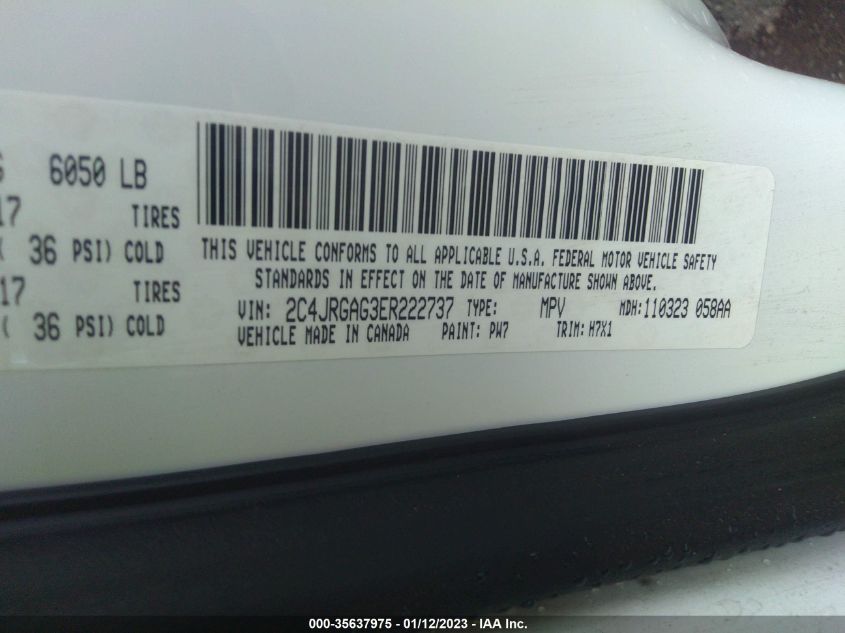 6050 LB
17 TIRES
36 PSI) COLD
17 TIRES
( 36 PSI) COLD
THIS VEHICLE CONFORMS TO ALL APPLICABLE U.S.A. FEDERAL MOTOR VEHICLE SAFETY
STANDARDS IN EFFECT ON THE DATE OF MANUFACTURE SHOWN ABOVE.
VIN: 2C4JRGAG3ER222737 TYPE: MPV MDH: 110323 058AA
VEHICLE MADE IN CANADA PAINT: PW7 TRIM: H7X1
000-35637975 - 01/12/2023 - IAA Inc.